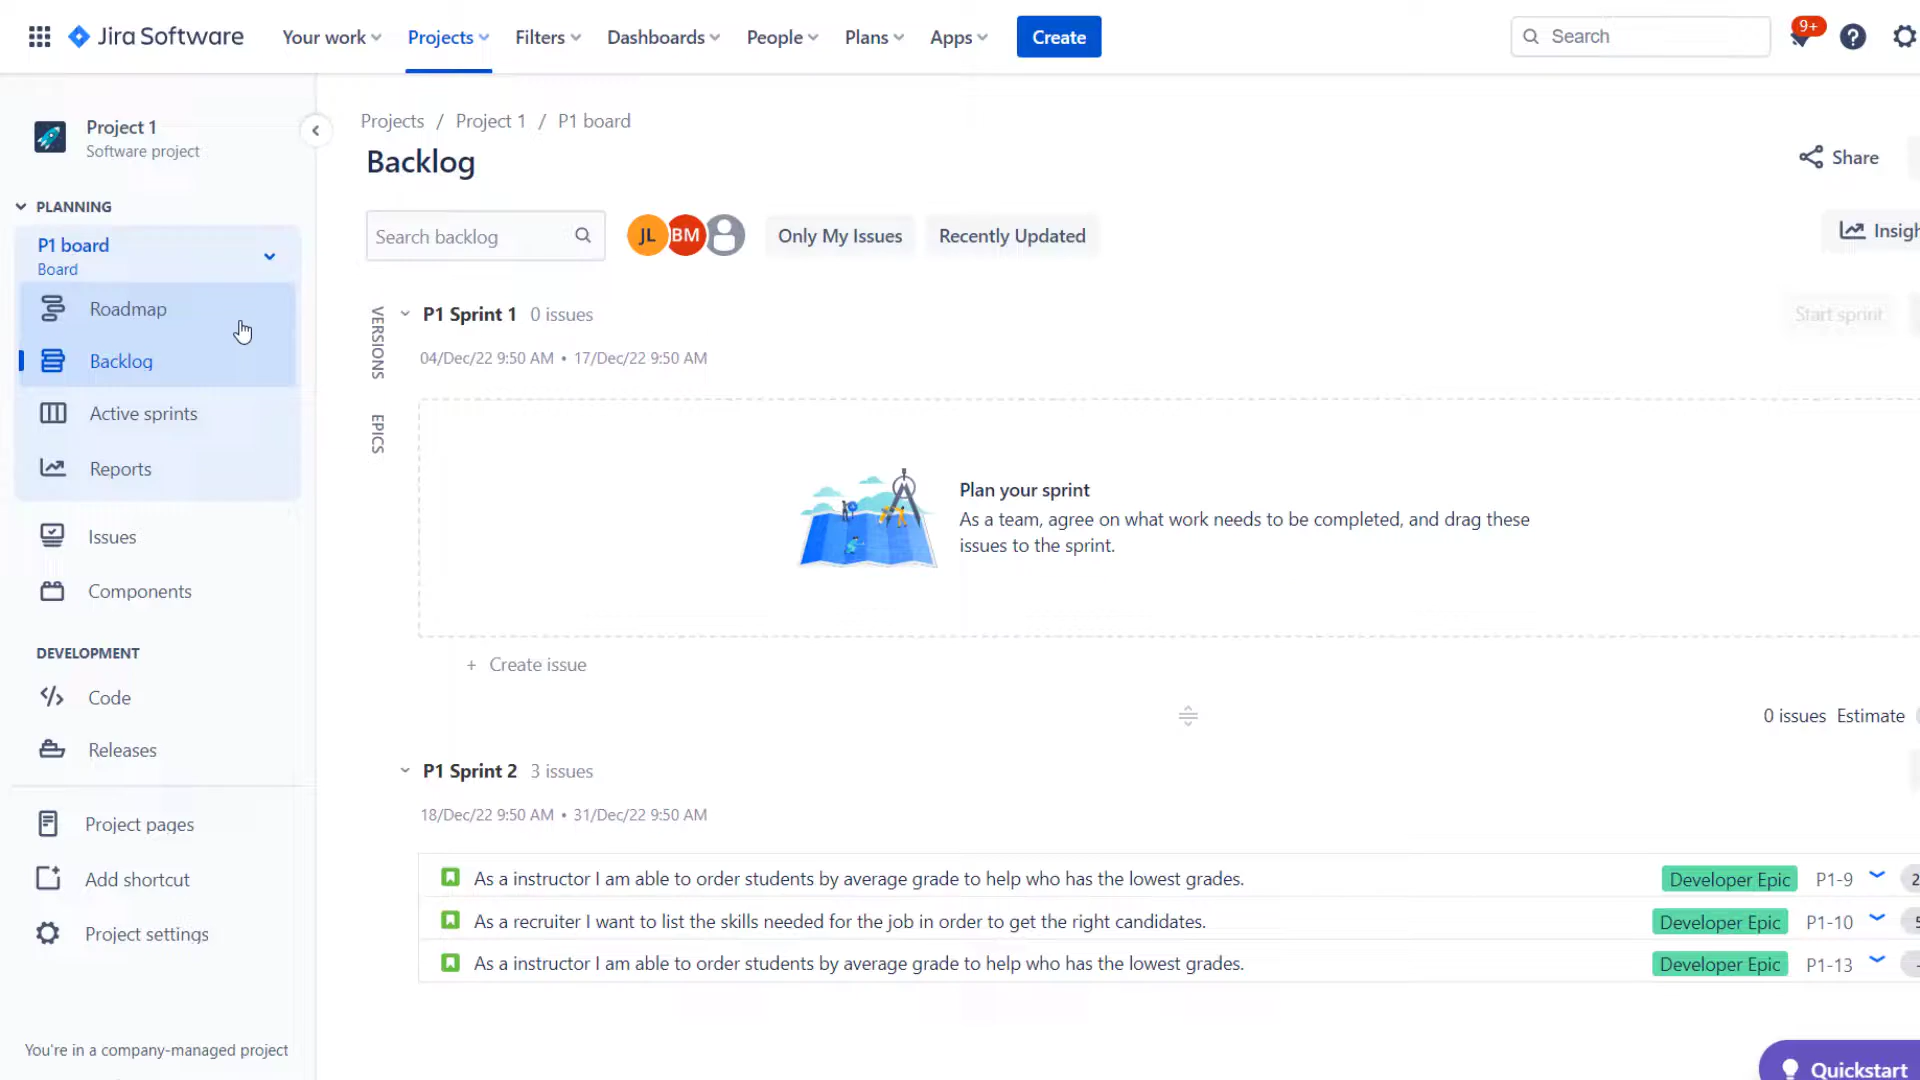 Jira Software
Your work
Projects
Filters
Dashboards
People
Plans
Apps
Create
Search
9+
Project 1
Software project
PLANNING
P1 board
Board
Roadmap
Backlog
Active sprints
Reports
Issues
Components
DEVELOPMENT
Code
Releases
Project pages
Add shortcut
Project settings
You're in a company-managed project
Projects / Project 1 / P1 board
Backlog
Share
Search backlog
JL
BM
Only My Issues
Recently Updated
Insigh
VERSIONS
EPICS
P1 Sprint 1 0 issues
Start sprint
04/Dec/22 9:50 AM • 17/Dec/22 9:50 AM
Plan your sprint
As a team, agree on what work needs to be completed, and drag these
issues to the sprint.
+ Create issue
0 issues Estimate
P1 Sprint 2 3 issues
18/Dec/22 9:50 AM • 31/Dec/22 9:50 AM
As a instructor I am able to order students by average grade to help who has the lowest grades. Developer Epic P1-9 2
As a recruiter I want to list the skills needed for the job in order to get the right candidates. Developer Epic P1-10 5
As a instructor I am able to order students by average grade to help who has the lowest grades. Developer Epic P1-13 -
Quickstart